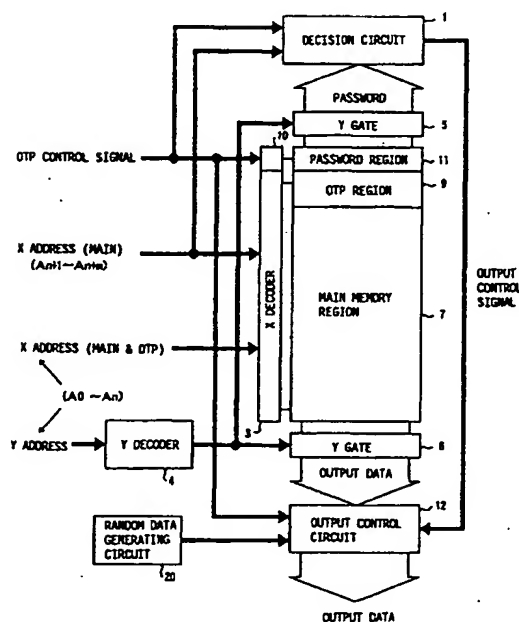 1
DECISION CIRCUIT
PASSWORD
Y GATE
5
10
OTP CONTROL SIGNAL
PASSWORD REGION
11
OTP REGION
9
X ADDRESS (MAIN)
(An+1~An+m)
X DECODER
MAIN MEMORY
REGION
7
OUTPUT
CONTROL
SIGNAL
X ADDRESS (MAIN & OTP)
(A0 ~An)
3
Y ADDRESS
Y DECODER
4
Y GATE
6
OUTPUT DATA
12
RANDOM DATA
GENERATING
CIRCUIT
20
OUTPUT CONTROL
CIRCUIT
OUTPUT DATA